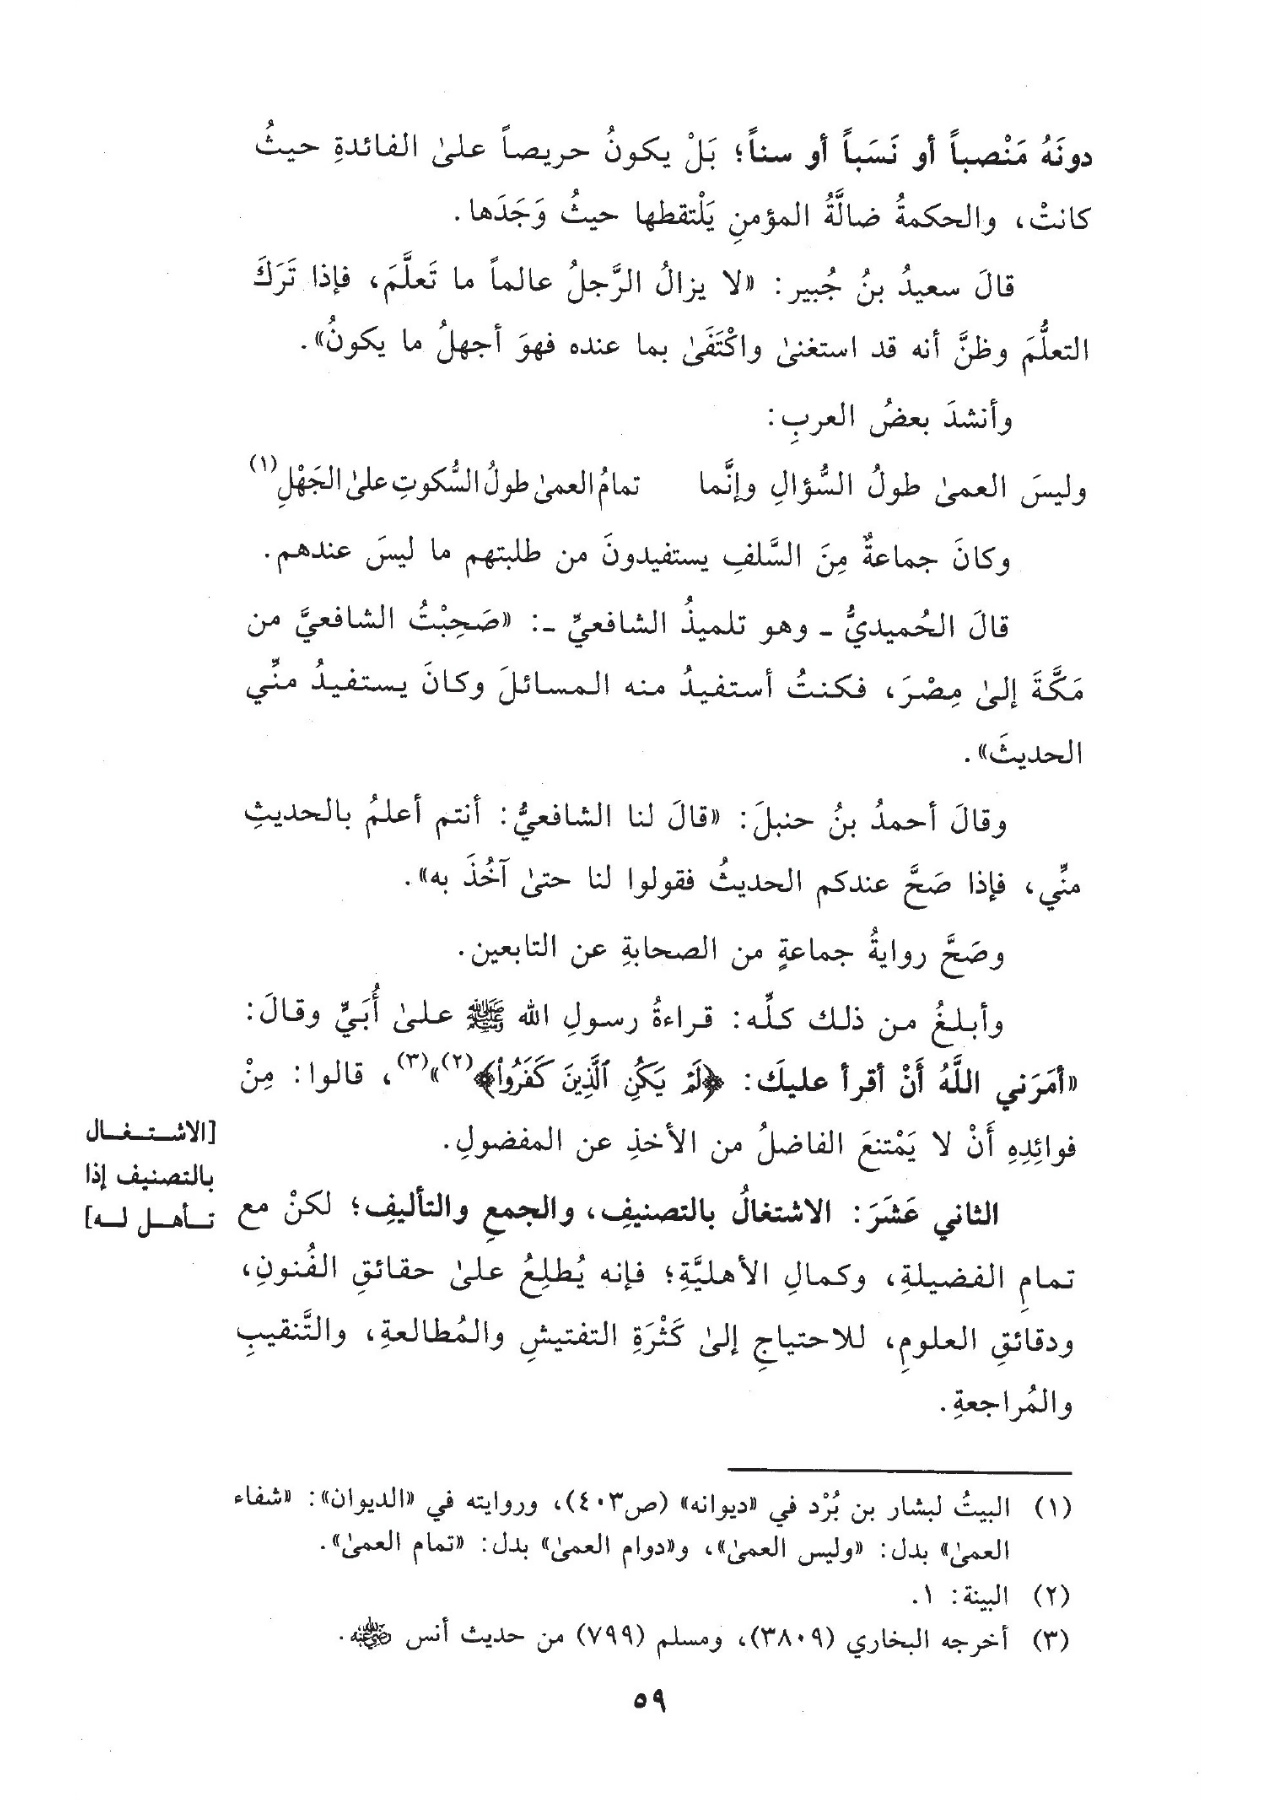 دونَهُ مَنْصباً أو نَسَباً أو سناً؛ بَلْ يكونُ حريصاً علىٰ الفائدةِ حيثُ
كانتْ، والحكمةُ ضالَّةُ المؤمنِ يَلْتقطها حيثُ وَجَدَها.
قالَ سعيدُ بنُ جُبير: «لا يزالُ الرَّجلُ عالماً ما تَعلَّمَ، فإذا تَرَكَ
التعلُّمَ وظنَّ أنه قد استغنىٰ واكْتَفَىٰ بما عنده فهوَ أجهلُ ما يكونُ».
وأنشدَ بعضُ العربِ:
وليسَ العمىٰ طولُ السُّؤالِ وإنَّما تمامُ العمىٰ طولُ السُّكوتِ علىٰ الجَهْلِ(١)
وكانَ جماعةٌ مِنَ السَّلفِ يستفيدونَ من طلبتهم ما ليسَ عندهم.
قالَ الحُميديُّ ـ وهو تلميذُ الشافعيِّ ـ: «صَحِبْتُ الشافعيَّ من
مَكَّةَ إلىٰ مِصْرَ، فكنتُ أستفيدُ منه المسائلَ وكانَ يستفيدُ منِّي
الحديثَ».
وقالَ أحمدُ بنُ حنبلَ: «قالَ لنا الشافعيُّ: أنتم أعلمُ بالحديثِ
منِّي، فإذا صَحَّ عندكم الحديثُ فقولوا لنا حتىٰ آخُذَ به».
وصَحَّ روايةُ جماعةٍ من الصحابةِ عن التابعين.
وأبلغُ من ذلك كلِّه: قراءةُ رسولِ الله ﷺ علىٰ أُبَيٍّ وقالَ:
«أمَرَني اللَّهُ أَنْ أقرأ عليكَ: ﴿لَمْ يَكُنِ ٱلَّذِينَ كَفَرُوا۟﴾(٢)»(٣)، قالوا: مِنْ
فوائِدِهِ أَنْ لا يَمْتنعَ الفاضلُ من الأخذِ عن المفضولِ.
[الاشتغال
بالتصنيف إذا
تأهل له]
الثاني عَشَرَ: الاشتغالُ بالتصنيفِ، والجمعِ والتأليفِ؛ لكنْ مع
تمامِ الفضيلةِ، وكمالِ الأهليَّةِ؛ فإنه يُطلِعُ علىٰ حقائقِ الفُنونِ،
ودقائقِ العلومِ، للاحتياجِ إلىٰ كَثْرَةِ التفتيشِ والمُطالعةِ، والتَّنقيبِ
والمُراجعةِ.
(١) البيتُ لبشار بن بُرْد في «ديوانه» (ص٤٠٣)، وروايته في «الديوان»: «شفاء
العمىٰ» بدل: «وليس العمىٰ»، و«دوام العمىٰ» بدل: «تمام العمىٰ».
(٢) البينة: ١.
(٣) أخرجه البخاري (٣٨٠٩)، ومسلم (٧٩٩) من حديث أنس رضي الله عنه.
٥٩